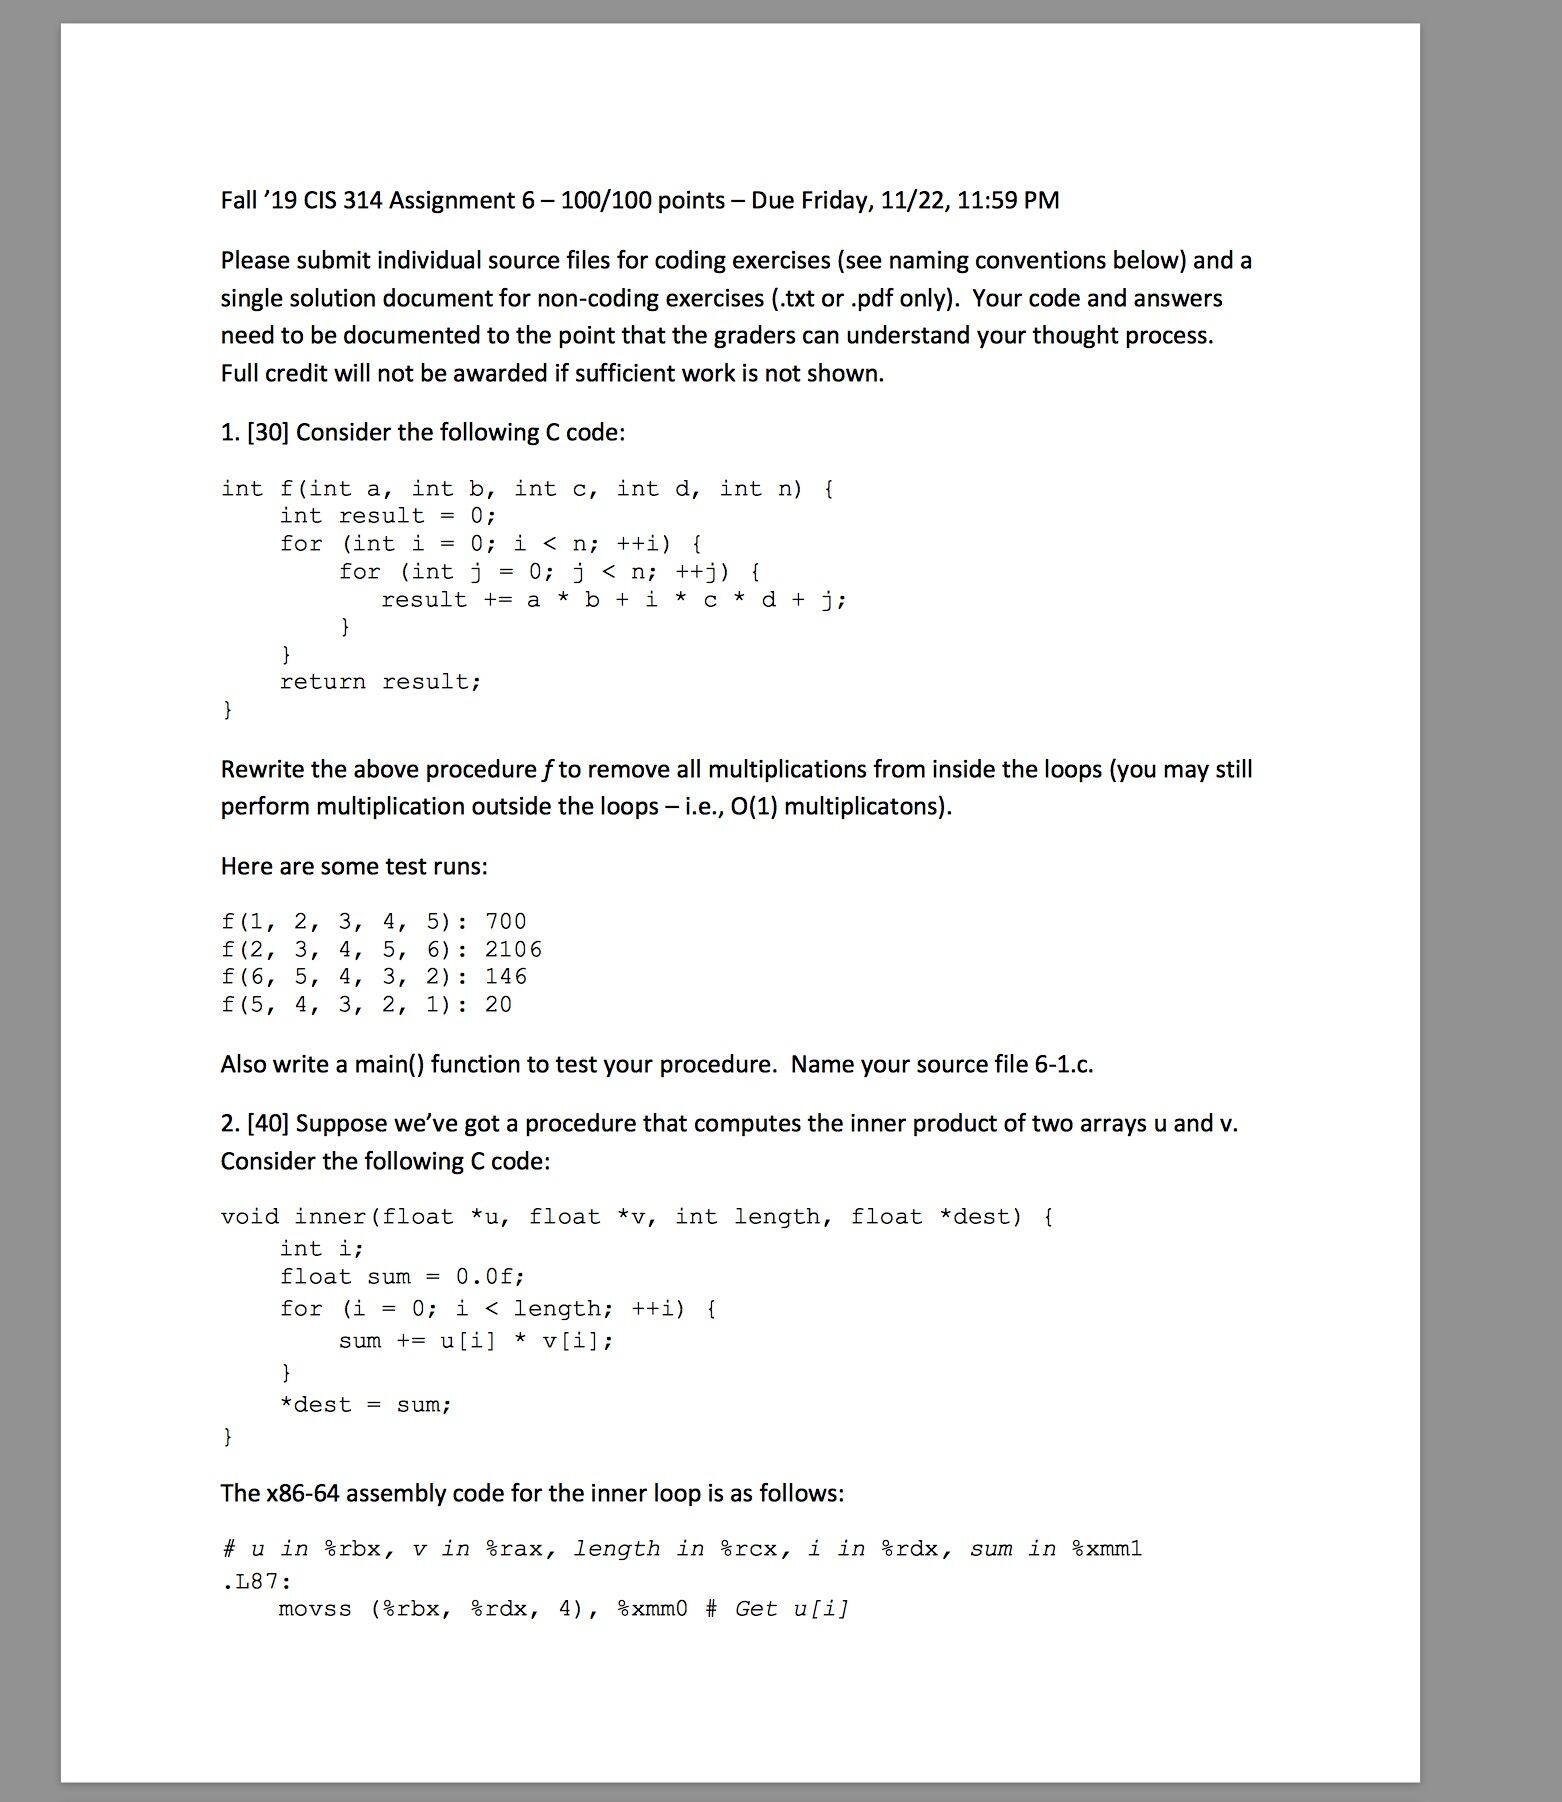 Fall ’19 CIS 314 Assignment 6 – 100/100 points – Due Friday, 11/22, 11:59 PM
Please submit individual source files for coding exercises (see naming conventions below) and a
single solution document for non-coding exercises (.txt or .pdf only).  Your code and answers
need to be documented to the point that the graders can understand your thought process.
Full credit will not be awarded if sufficient work is not shown.
1. [30] Consider the following C code:
int f(int a, int b, int c, int d, int n) {
    int result = 0;
    for (int i = 0; i < n; ++i) {
        for (int j = 0; j < n; ++j) {
           result += a * b + i * c * d + j;
        }
    }
    return result;
}
Rewrite the above procedure f to remove all multiplications from inside the loops (you may still
perform multiplication outside the loops – i.e., O(1) multiplicatons).
Here are some test runs:
f(1, 2, 3, 4, 5): 700
f(2, 3, 4, 5, 6): 2106
f(6, 5, 4, 3, 2): 146
f(5, 4, 3, 2, 1): 20
Also write a main() function to test your procedure.  Name your source file 6-1.c.
2. [40] Suppose we’ve got a procedure that computes the inner product of two arrays u and v.
Consider the following C code:
void inner(float *u, float *v, int length, float *dest) {
    int i;
    float sum = 0.0f;
    for (i = 0; i < length; ++i) {
        sum += u[i] * v[i];
    }
    *dest = sum;
}
The x86-64 assembly code for the inner loop is as follows:
# u in %rbx, v in %rax, length in %rcx, i in %rdx, sum in %xmm1
.L87:
    movss (%rbx, %rdx, 4), %xmm0 # Get u[i]